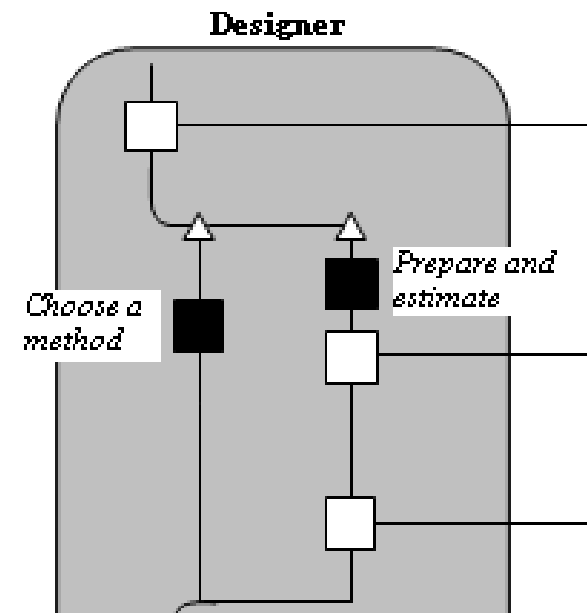 Designer
Prepare and
estimate
Choose a
method